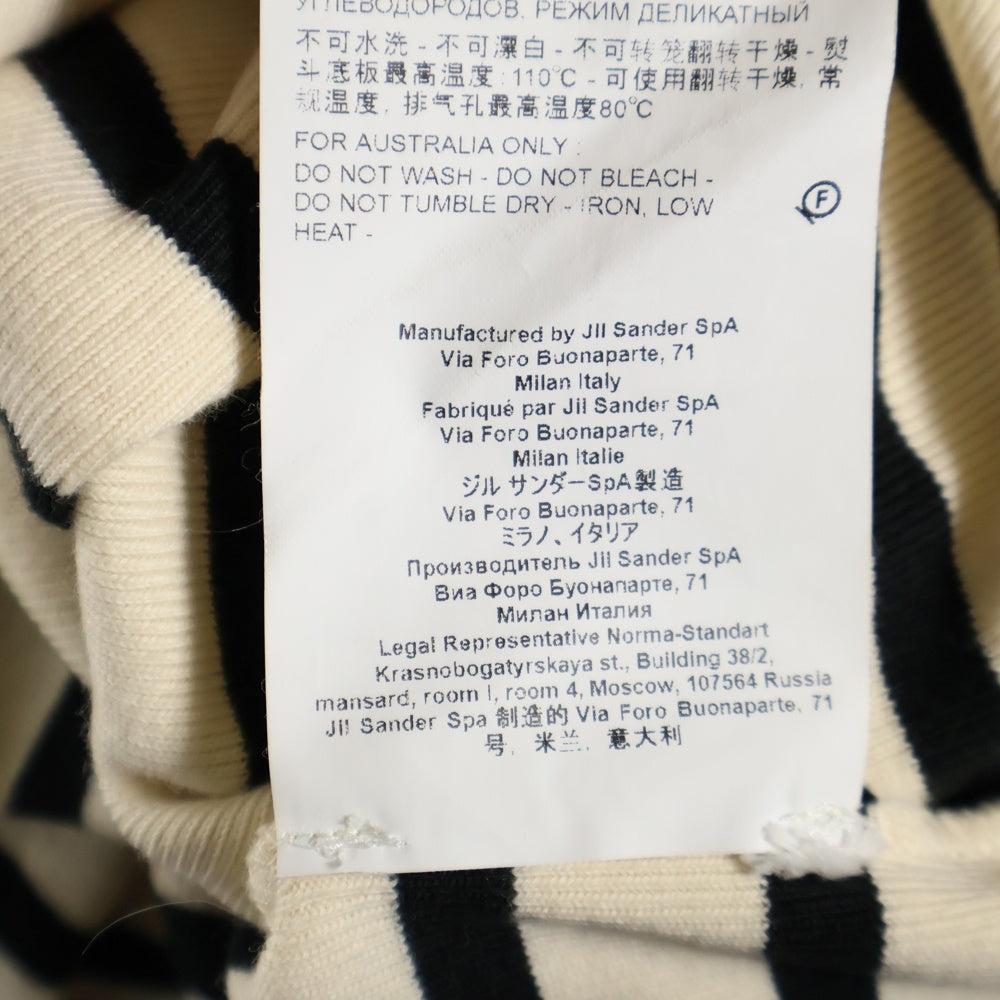 УГЛЕВОДОРОДОВ. РЕЖИМ ДЕЛИКАТНЫЙ
不可水洗 - 不可漂白 - 不可转笼翻转干燥 - 熨
斗底板最高温度:110°C - 可使用翻转干燥, 常
规温度, 排气孔最高温度80°C
FOR AUSTRALIA ONLY :
DO NOT WASH - DO NOT BLEACH -
DO NOT TUMBLE DRY - IRON, LOW
HEAT -
F
Manufactured by Jil Sander SpA
Via Foro Buonaparte, 71
Milan Italy
Fabriqué par Jil Sander SpA
Via Foro Buonaparte, 71
Milan Italie
ジル サンダーSpA製造
Via Foro Buonaparte, 71
ミラノ、イタリア
Производитель Jil Sander SpA
Виа Форо Буонапарте, 71
Милан Италия
Legal Representative Norma-Standart
Krasnobogatyrskaya st., Building 38/2,
mansard, room I, room 4, Moscow, 107564 Russia
Jil Sander Spa 制造的 Via Foro Buonaparte, 71
号, 米兰, 意大利